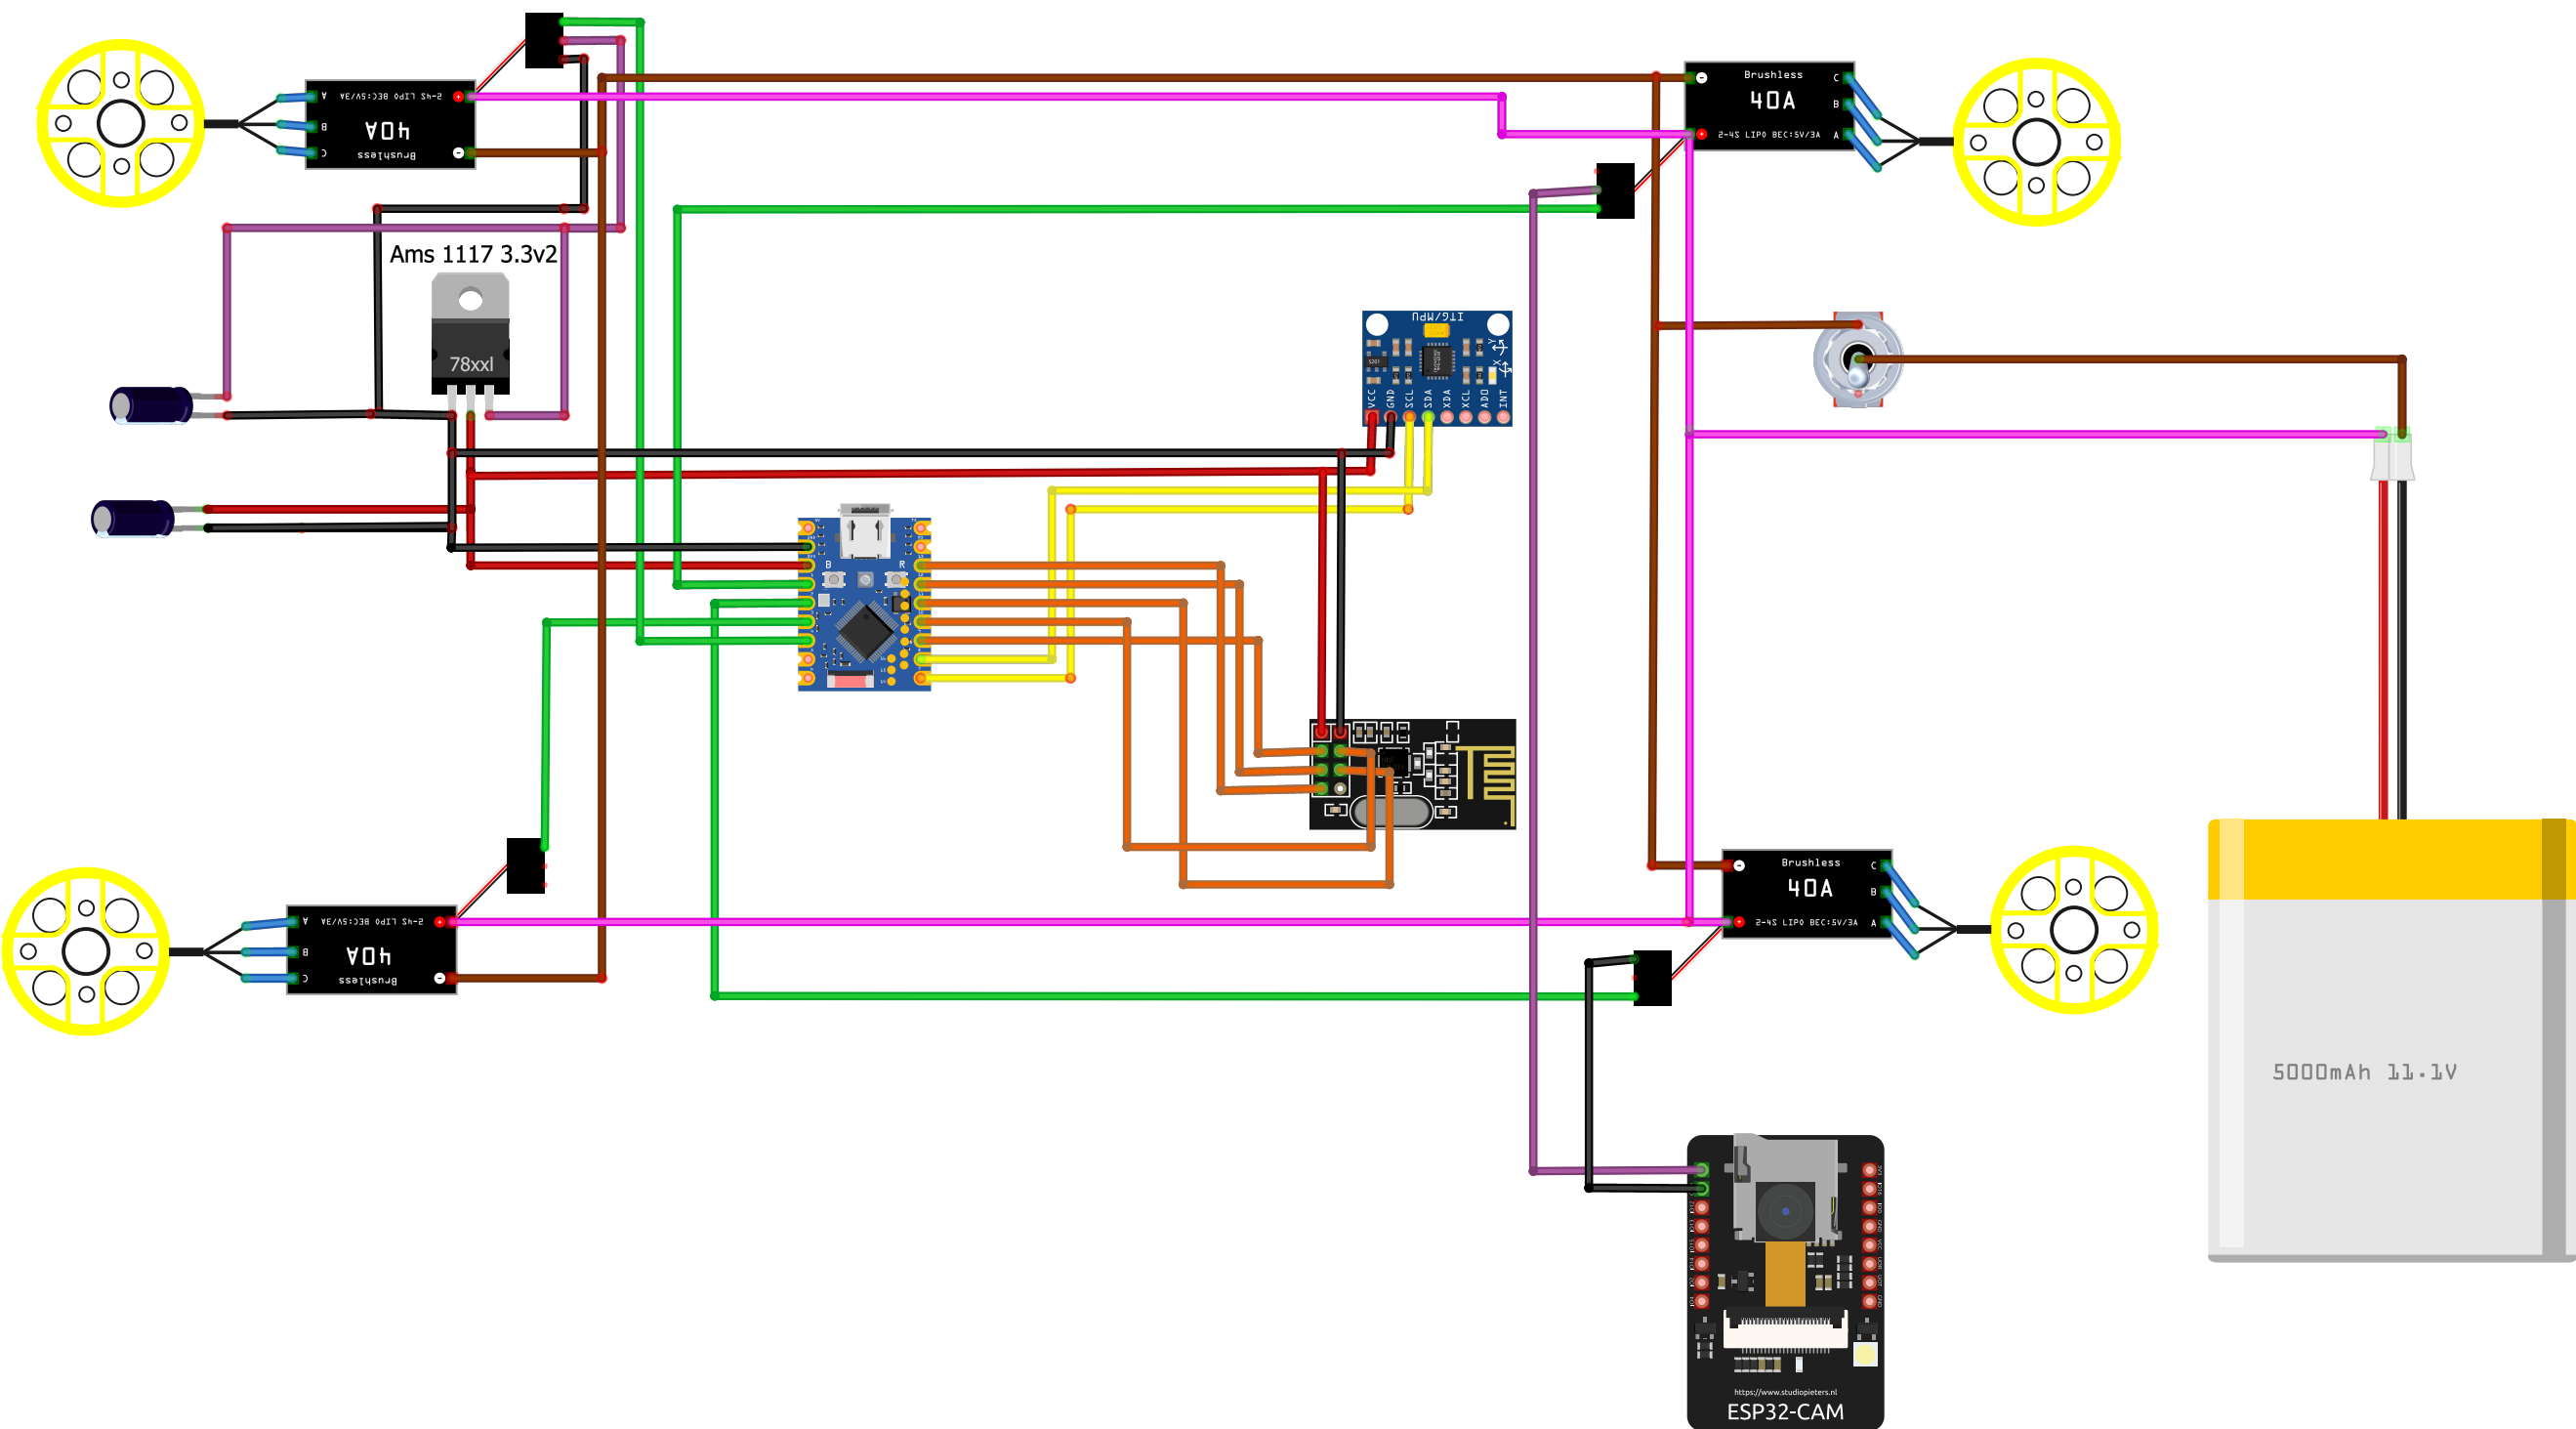 2-4S LIPO BEC:5V/3A
40A
Brushless
A
B
C
Brushless
40A
2-4S LIPO BEC:5V/3A
C
B
A
Ams 1117 3.3v2
78xxl
ITG/MPU
VCC
GND
SCL
SDA
XDA
XCL
ADO
INT
Y
X
B
R
2-4S LIPO BEC:5V/3A
40A
Brushless
A
B
C
Brushless
40A
2-4S LIPO BEC:5V/3A
C
B
A
5000mAh 11.1V
https://www.studiopieters.nl
ESP32-CAM